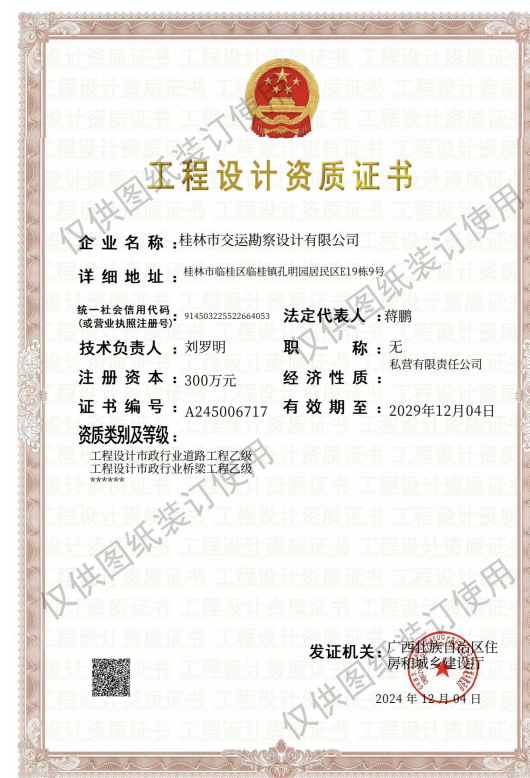 工程设计资质证书
企业名称：桂林市交运勘察设计有限公司
详细地址：桂林市临桂区临桂镇孔明园居民区E19栋9号
统一社会信用代码
(或营业执照注册号)：914503225522664053 法定代表人：蒋鹏
技术负责人：刘罗明 职称：无
注册资本：300万元 经济性质：私营有限责任公司
证书编号：A245006717 有效期至：2029年12月04日
资质类别及等级：
工程设计市政行业道路工程乙级
工程设计市政行业桥梁工程乙级
******
发证机关：广西壮族自治区住
房和城乡建设厅
2024年12月04日
仅供图纸装订使用
仅供图纸装订使用
仅供图纸装订使用
仅供图纸装订使用